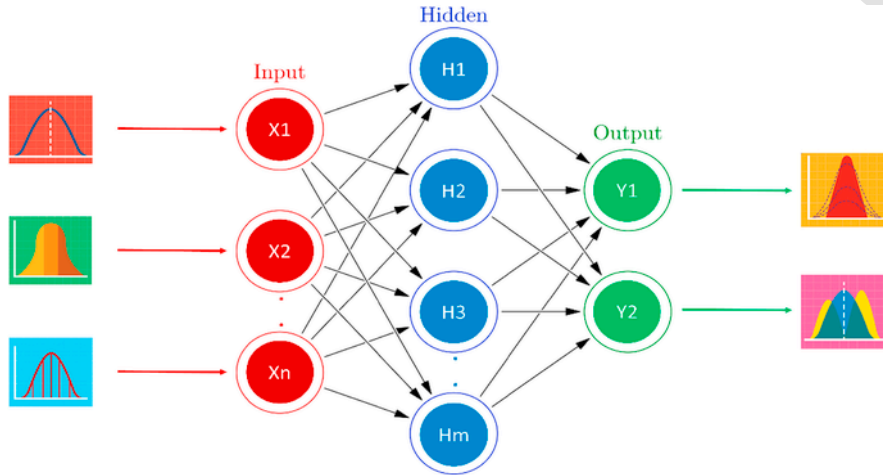 Hidden
Input
Output
H1
X1
H2
Y1
X2
H3
Y2
Xn
Hm